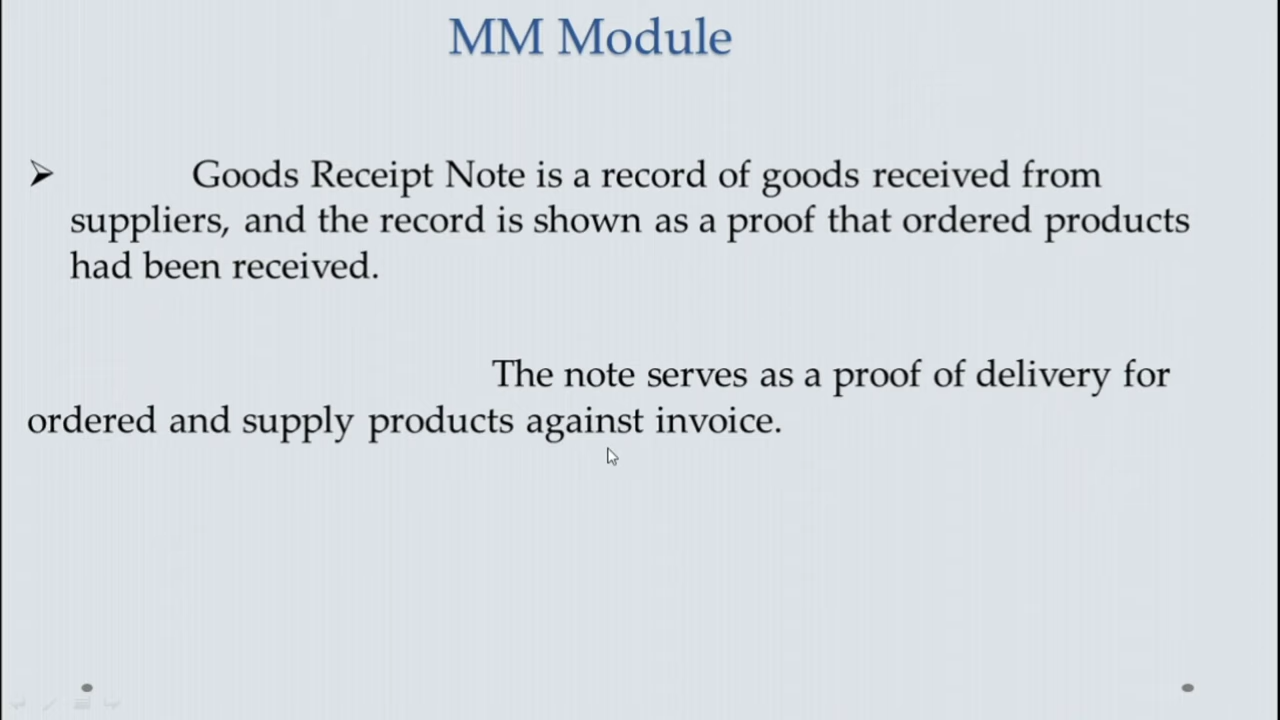 MM Module
Goods Receipt Note is a record of goods received from
suppliers, and the record is shown as a proof that ordered products
had been received.
The note serves as a proof of delivery for
ordered and supply products against invoice.